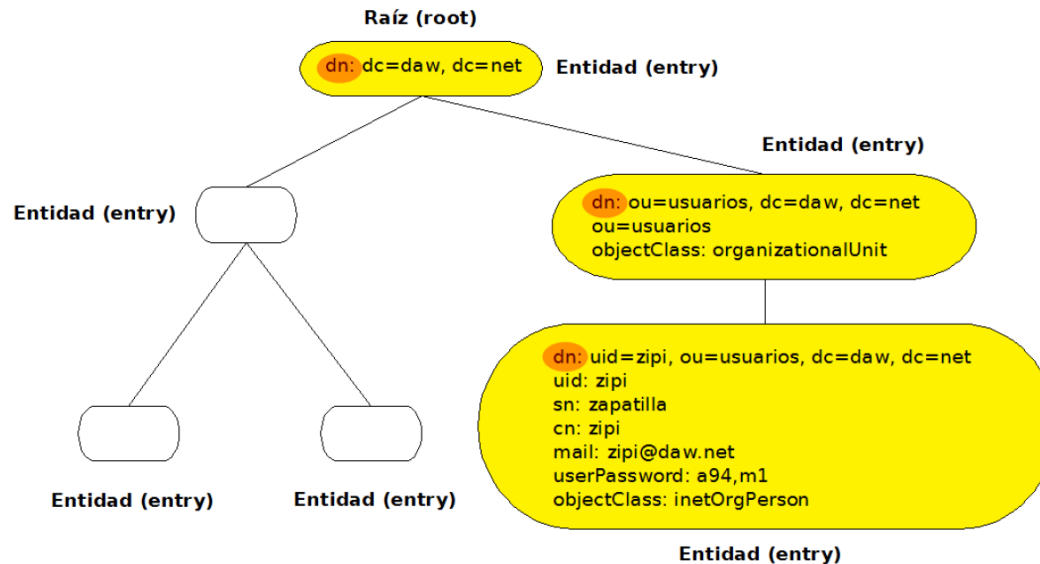 Raíz (root)
dn: dc=daw, dc=net
Entidad (entry)
Entidad (entry)
Entidad (entry)
dn: ou=usuarios, dc=daw, dc=net
ou=usuarios
objectClass: organizationalUnit
dn: uid=zipi, ou=usuarios, dc=daw, dc=net
uid: zipi
sn: zapatilla
cn: zipi
mail: zipi@daw.net
userPassword: a94,m1
objectClass: inetOrgPerson
Entidad (entry)
Entidad (entry)
Entidad (entry)